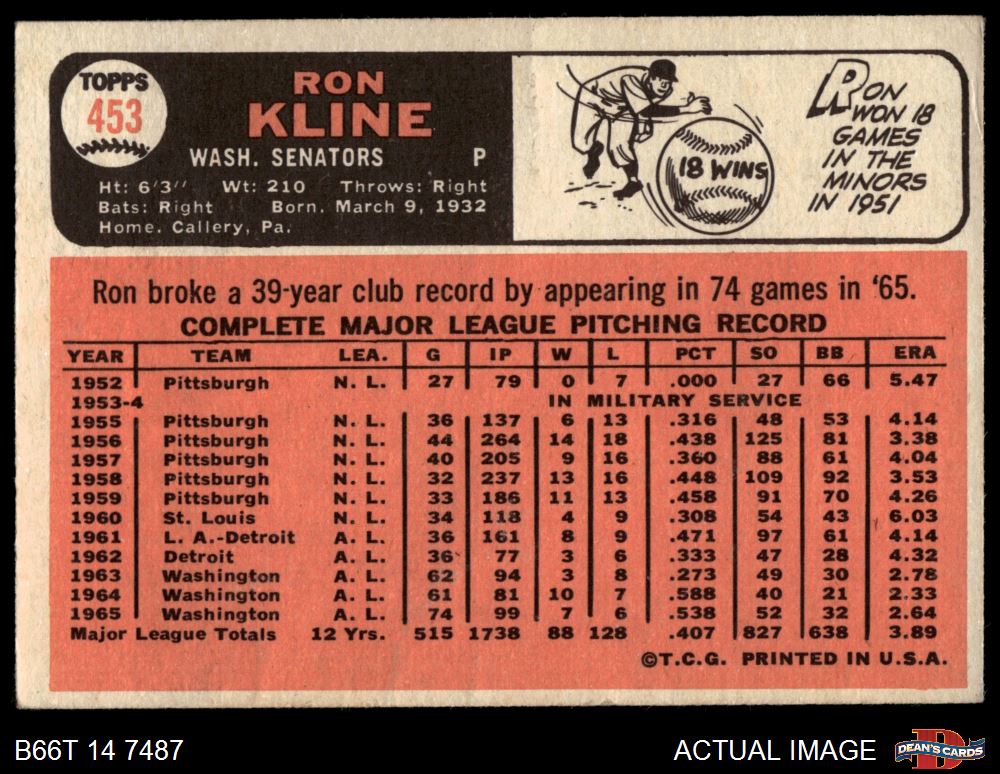 TOPPS
453
RON
KLINE
WASH. SENATORS P
Ht: 6'3" Wt: 210 Throws: Right
Bats: Right Born. March 9, 1932
Home. Callery, Pa.
18 WINS
RON
WON 18
GAMES
IN THE
MINORS
IN 1951
Ron broke a 39-year club record by appearing in 74 games in '65.
COMPLETE MAJOR LEAGUE PITCHING RECORD
YEAR TEAM LEA. G IP W L PCT SO BB ERA
1952 Pittsburgh N. L. 27 79 0 7 .000 27 66 5.47
1953-4 IN MILITARY SERVICE
1955 Pittsburgh N. L. 36 137 6 13 .316 48 53 4.14
1956 Pittsburgh N. L. 44 264 14 18 .438 125 81 3.38
1957 Pittsburgh N. L. 40 205 9 16 .360 88 61 4.04
1958 Pittsburgh N. L. 32 237 13 16 .448 109 92 3.53
1959 Pittsburgh N. L. 33 186 11 13 .458 91 70 4.26
1960 St. Louis N. L. 34 118 4 9 .308 54 43 6.03
1961 L. A.-Detroit A. L. 36 161 8 9 .471 97 61 4.14
1962 Detroit A. L. 36 77 3 6 .333 47 28 4.32
1963 Washington A. L. 62 94 3 8 .273 49 30 2.78
1964 Washington A. L. 61 81 10 7 .588 40 21 2.33
1965 Washington A. L. 74 99 7 6 .538 52 32 2.64
Major League Totals 12 Yrs. 515 1738 88 128 .407 827 638 3.89
©T.C.G. PRINTED IN U.S.A.
B66T 14 7487
ACTUAL IMAGE
D
DEAN'S CARDS